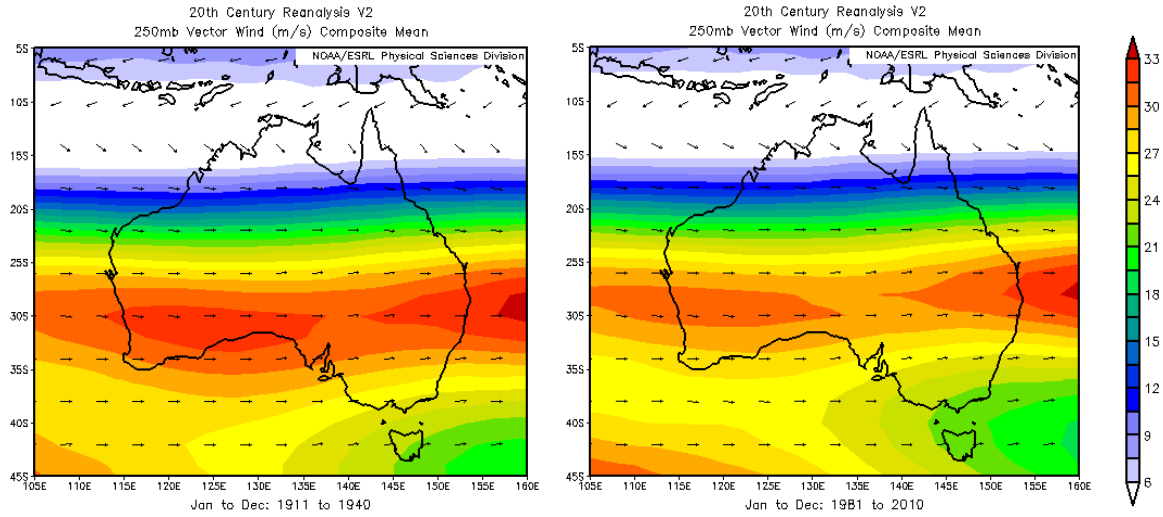 20th Century Reanalysis V2
250mb Vector Wind (m/s) Composite Mean
NOAA/ESRL Physical Sciences Division
5S
10S
15S
20S
25S
30S
35S
40S
45S
105E 110E 115E 120E 125E 130E 135E 140E 145E 150E 155E 160E
Jan to Dec: 1911 to 1940
20th Century Reanalysis V2
250mb Vector Wind (m/s) Composite Mean
NOAA/ESRL Physical Sciences Division
5S
10S
15S
20S
25S
30S
35S
40S
45S
105E 110E 115E 120E 125E 130E 135E 140E 145E 150E 155E 160E
Jan to Dec: 1981 to 2010
33
30
27
24
21
18
15
12
9
6